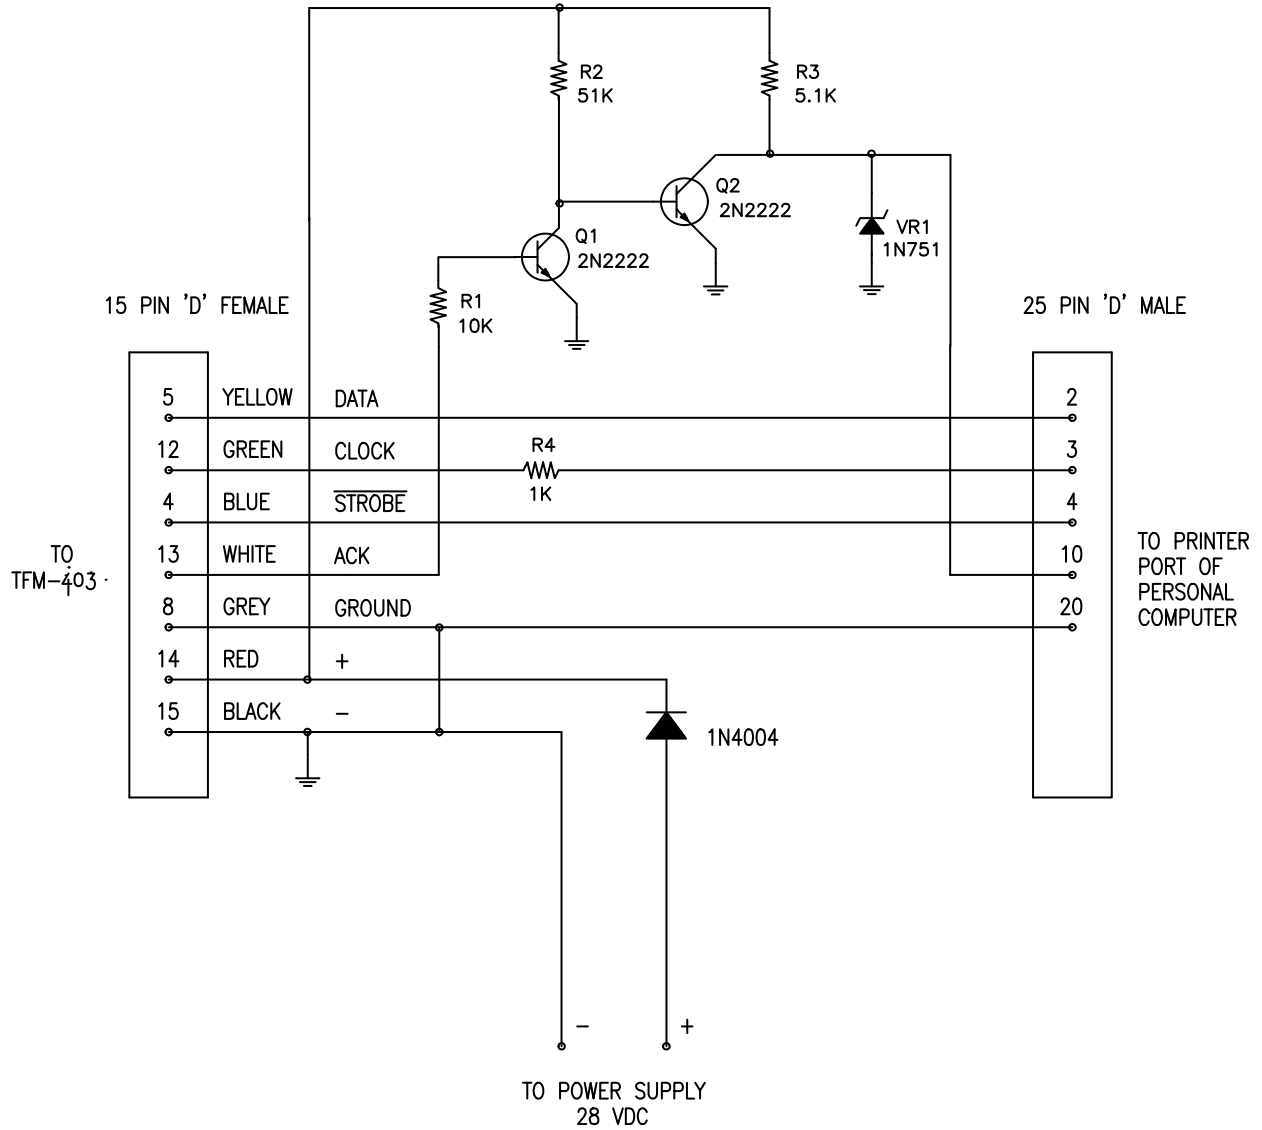 R2
51K
R3
5.1K
Q2
2N2222
VR1
1N751
Q1
2N2222
R1
10K
15 PIN 'D' FEMALE
25 PIN 'D' MALE
5 YELLOW DATA 2
12 GREEN CLOCK 3
R4
1K
4 BLUE STROBE 4
13 WHITE ACK 10
8 GREY GROUND 20
14 RED +
15 BLACK -
TO
TFM-403
TO PRINTER
PORT OF
PERSONAL
COMPUTER
1N4004
- +
TO POWER SUPPLY
28 VDC